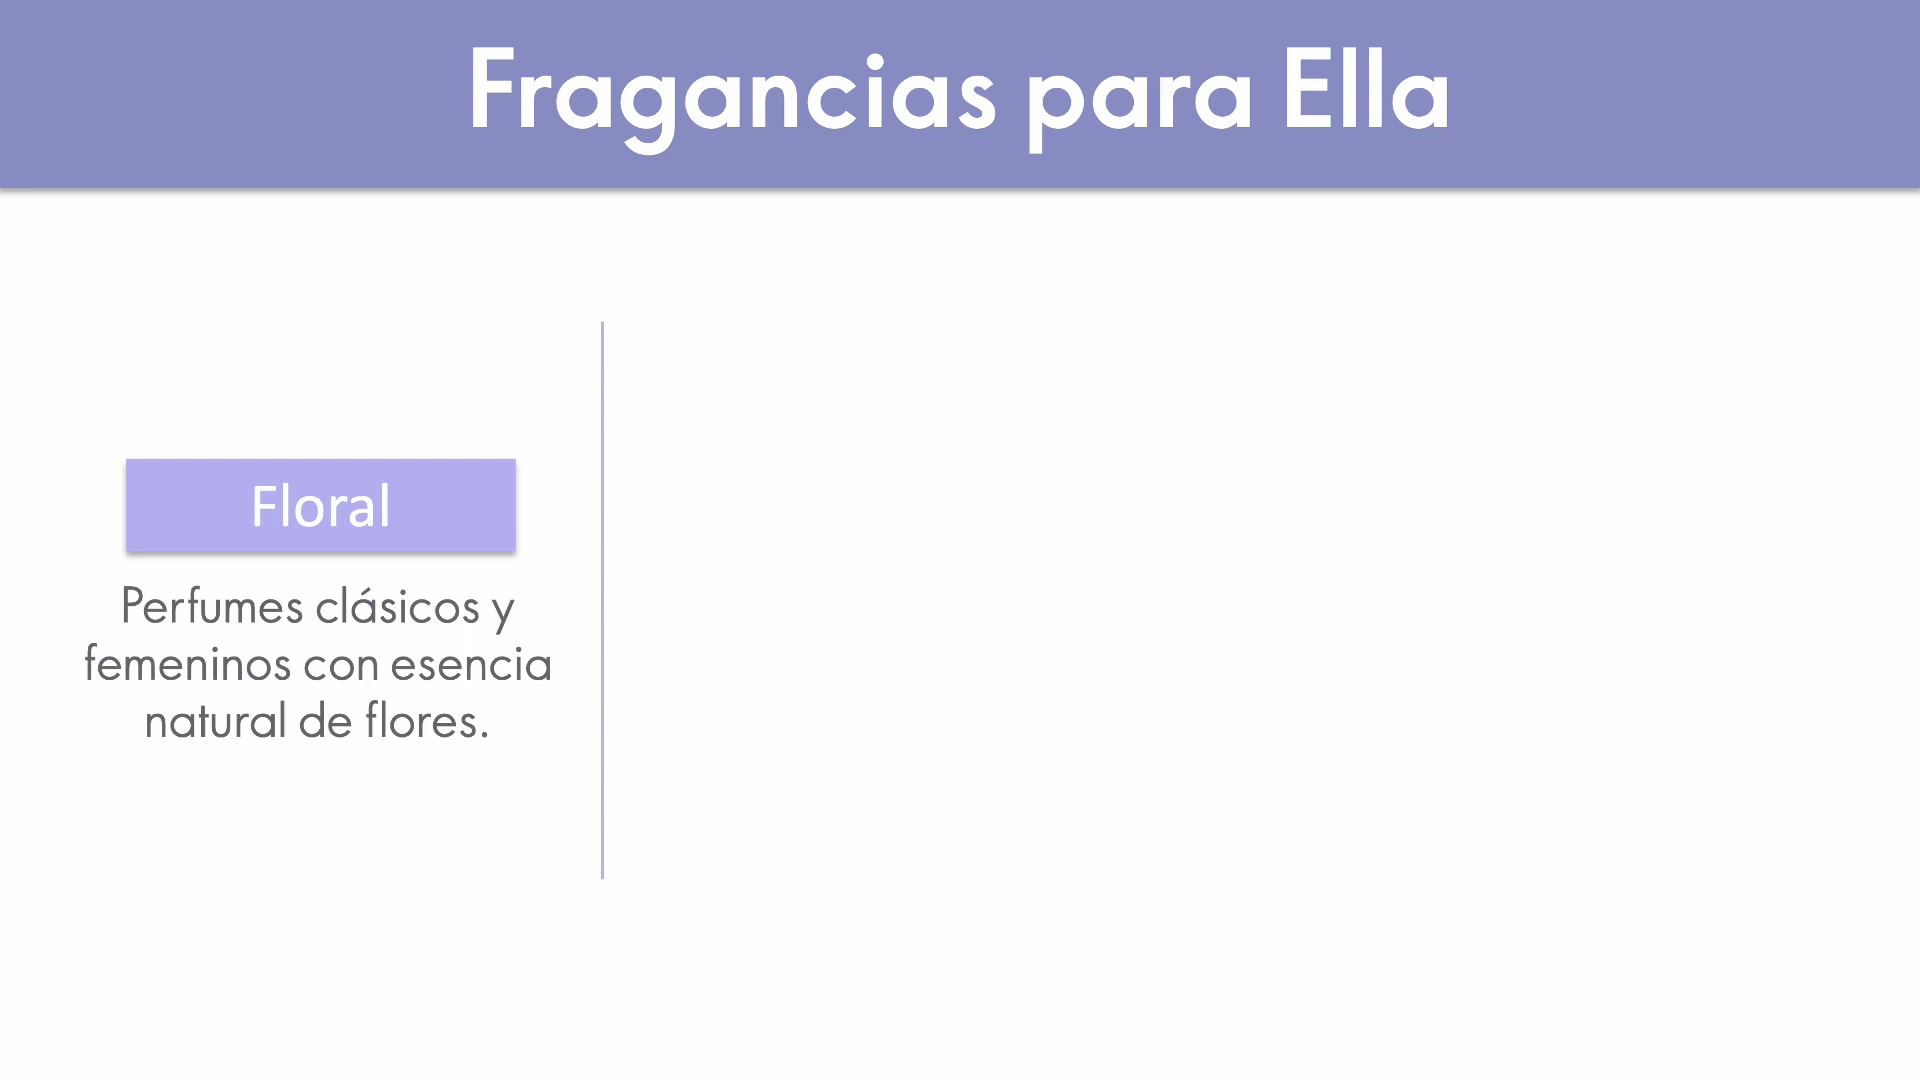 Fragancias para Ella
Floral
Perfumes clásicos y
femeninos con esencia
natural de flores.